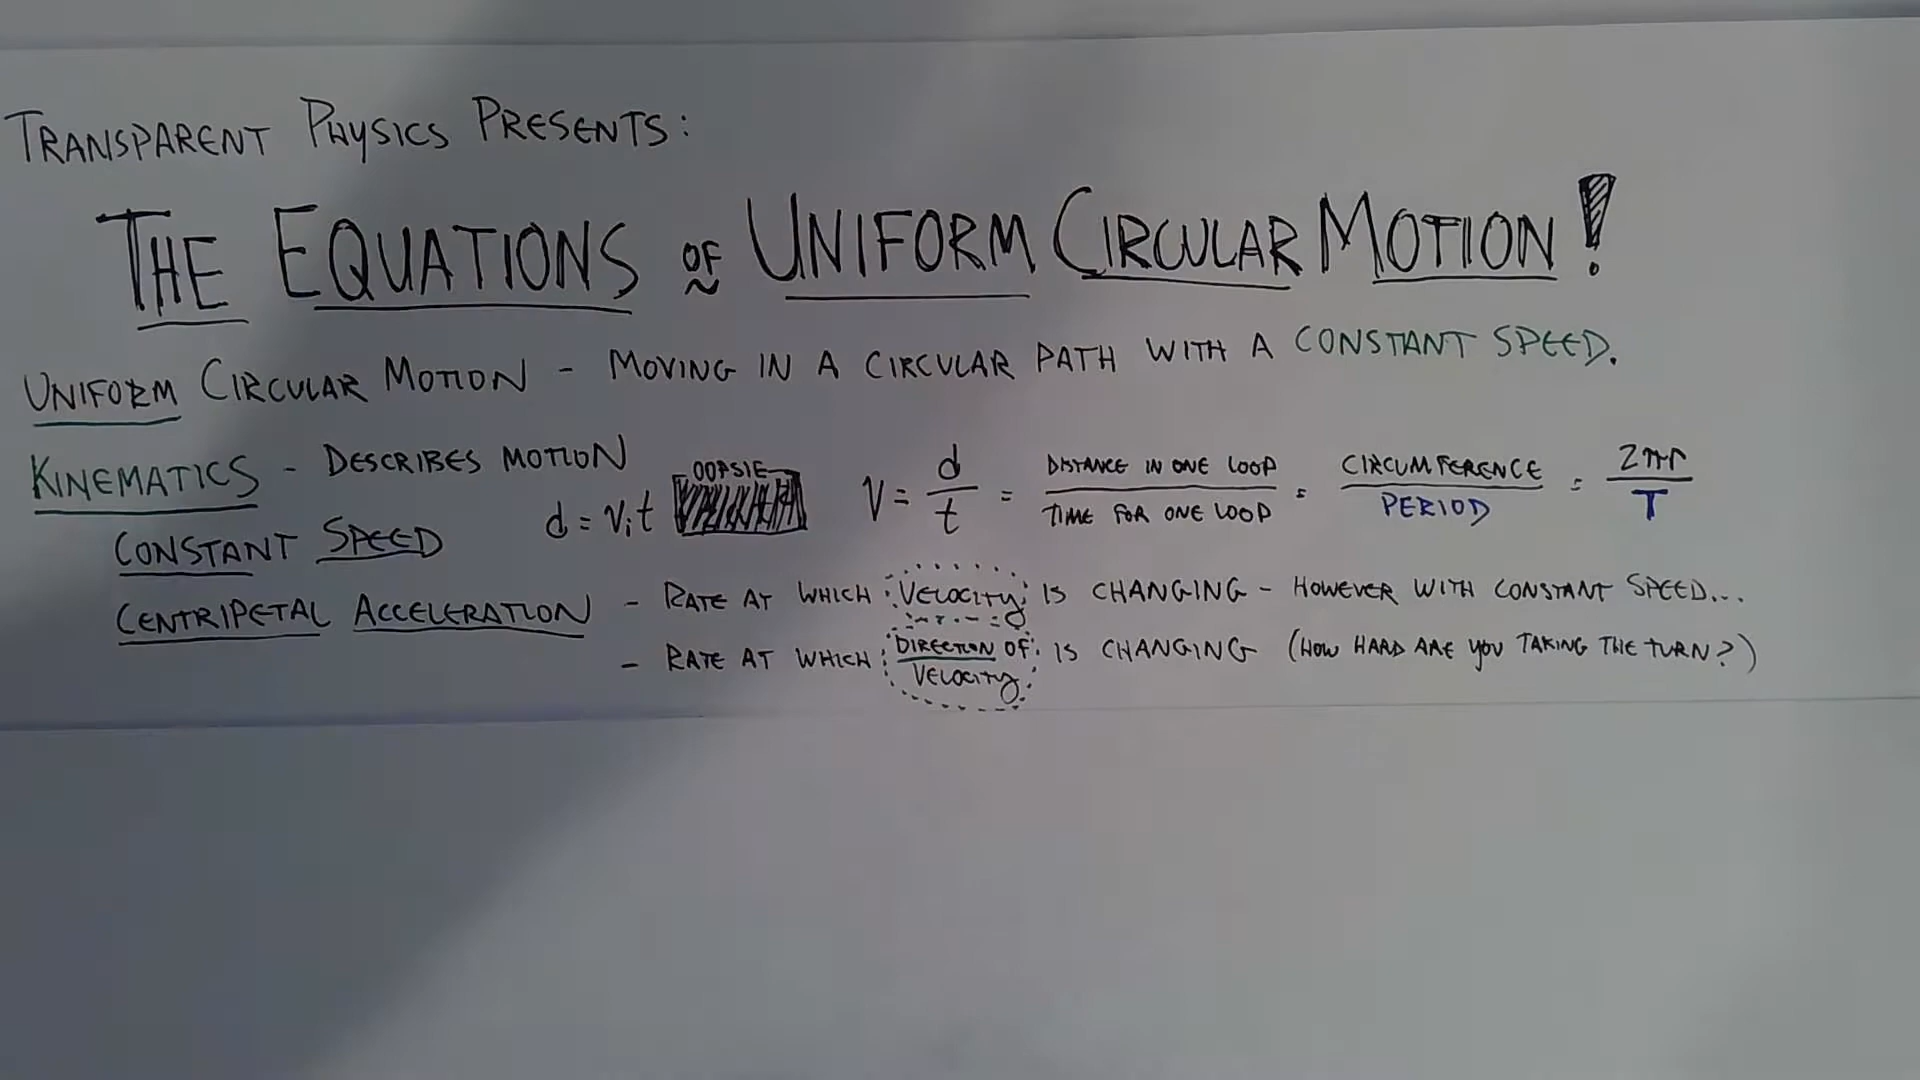 TRANSPARENT PHYSICS PRESENTS:
THE EQUATIONS OF UNIFORM CIRCULAR MOTION!
UNIFORM CIRCULAR MOTION - MOVING IN A CIRCULAR PATH WITH A CONSTANT SPEED.
KINEMATICS - DESCRIBES MOTION
OOPSIE
d = vᵢt
V = d/t = DISTANCE IN ONE LOOP / TIME FOR ONE LOOP = CIRCUMFERENCE / PERIOD = 2πr/T
CONSTANT SPEED
CENTRIPETAL ACCELERATION - RATE AT WHICH VELOCITY IS CHANGING - HOWEVER WITH CONSTANT SPEED...
- RATE AT WHICH DIRECTION OF VELOCITY IS CHANGING (HOW HARD ARE YOU TAKING THE TURN?)